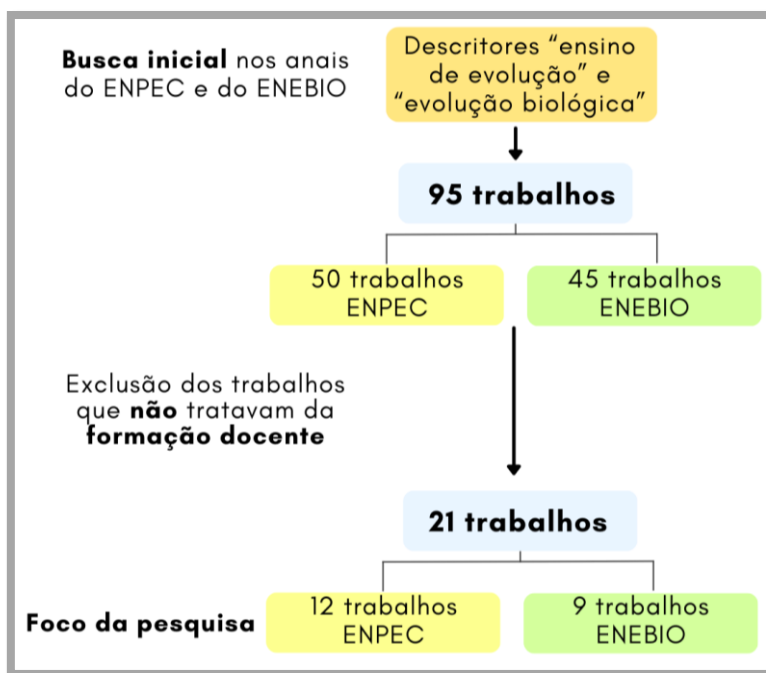 Busca inicial nos anais
do ENPEC e do ENEBIO
Descritores “ensino
de evolução” e
“evolução biológica”
95 trabalhos
50 trabalhos
ENPEC
45 trabalhos
ENEBIO
Exclusão dos trabalhos
que não tratavam da
formação docente
21 trabalhos
Foco da pesquisa
12 trabalhos
ENPEC
9 trabalhos
ENEBIO